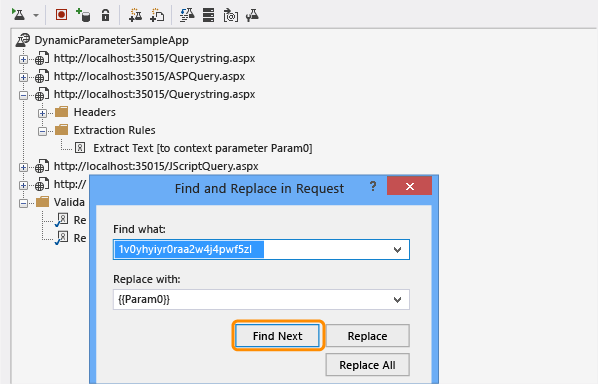 DynamicParameterSampleApp
http://localhost:35015/Querystring.aspx
http://localhost:35015/ASPQuery.aspx
http://localhost:35015/Querystring.aspx
Headers
Extraction Rules
Extract Text [to context parameter Param0]
http://localhost:35015/JScriptQuery.aspx
http://
Valida
Re
Re
Find and Replace in Request
?
Find what:
1v0yhyiyr0raa2w4j4pwf5zl
Replace with:
{{Param0}}
Find Next
Replace
Replace All